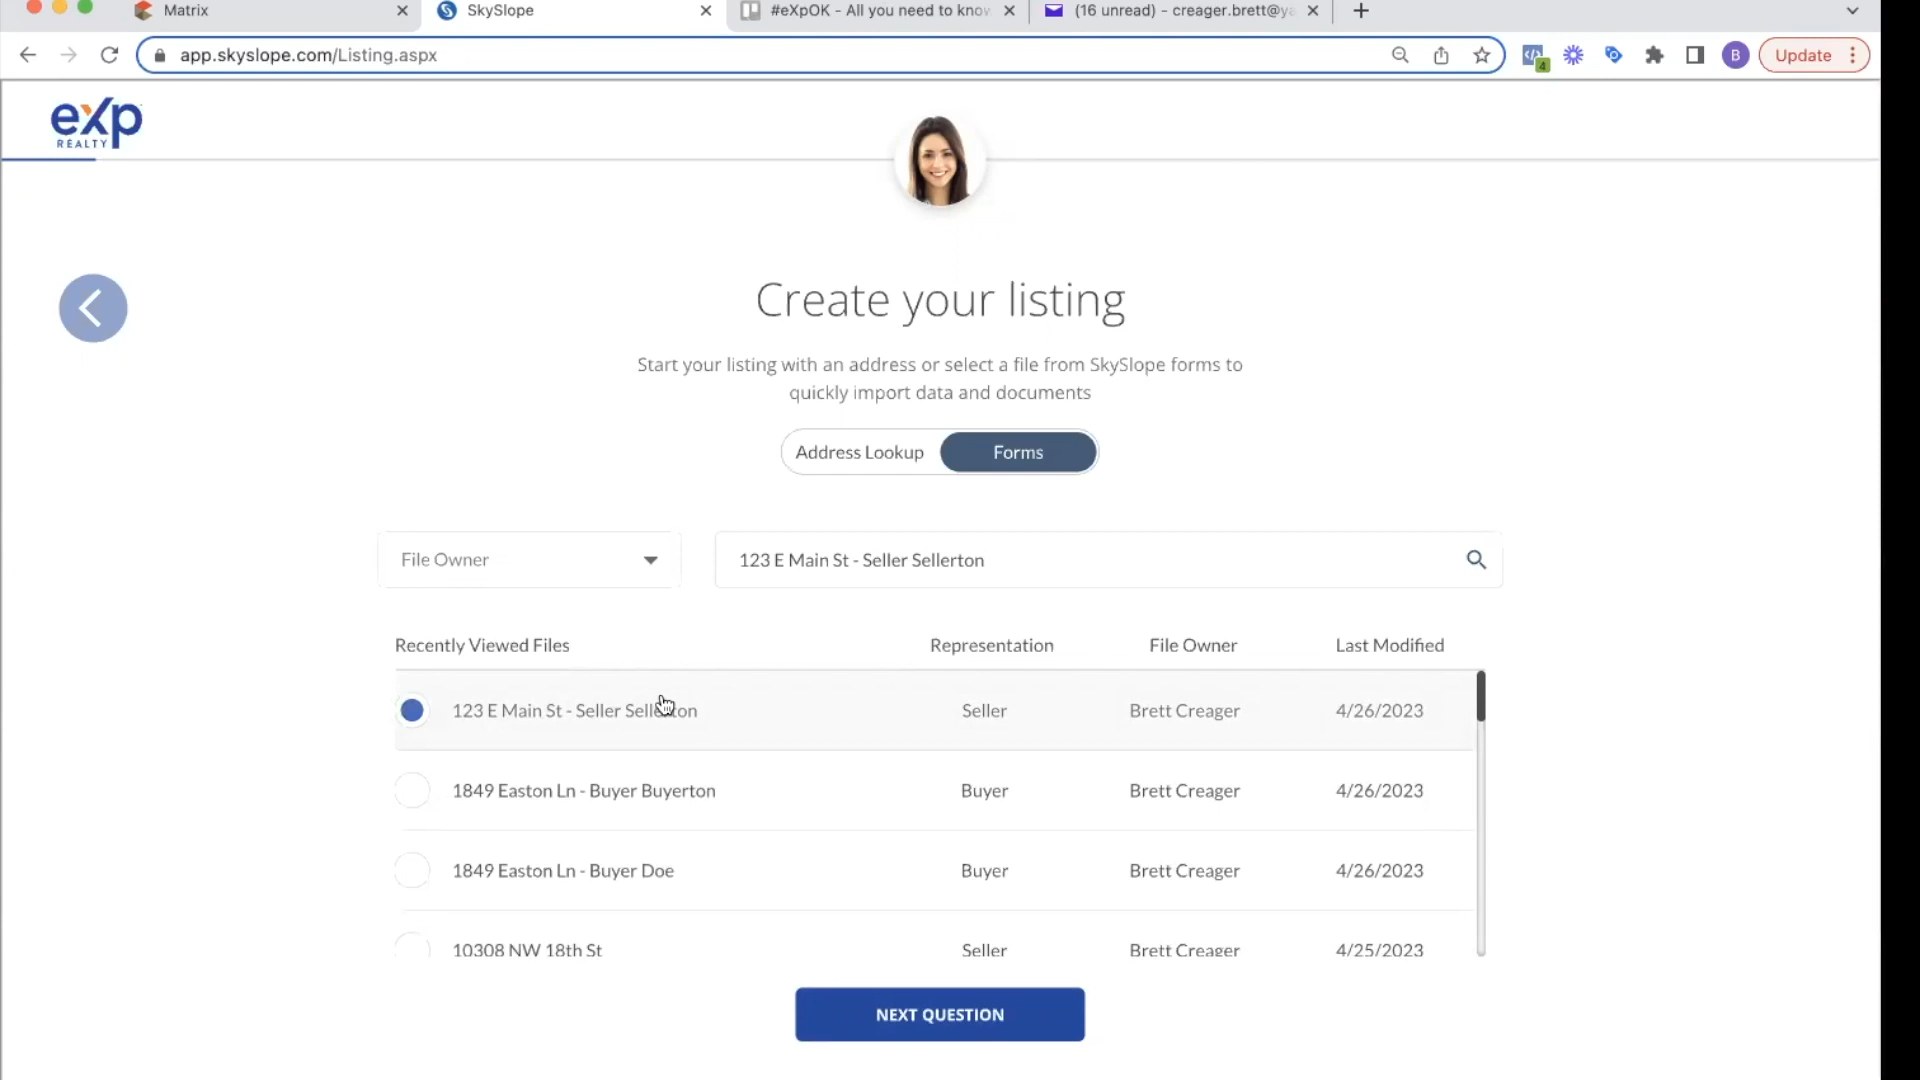 Matrix
SkySlope
#eXpOK - All you need to know
(16 unread) - creager.brett@ya
app.skyslope.com/Listing.aspx
4
B
Update
exp
REALTY
Create your listing
Start your listing with an address or select a file from SkySlope forms to
quickly import data and documents
Address Lookup
Forms
File Owner
123 E Main St - Seller Sellerton
Recently Viewed Files Representation File Owner Last Modified
123 E Main St - Seller Sellerton Seller Brett Creager 4/26/2023
1849 Easton Ln - Buyer Buyerton Buyer Brett Creager 4/26/2023
1849 Easton Ln - Buyer Doe Buyer Brett Creager 4/26/2023
10308 NW 18th St Seller Brett Creager 4/25/2023
NEXT QUESTION